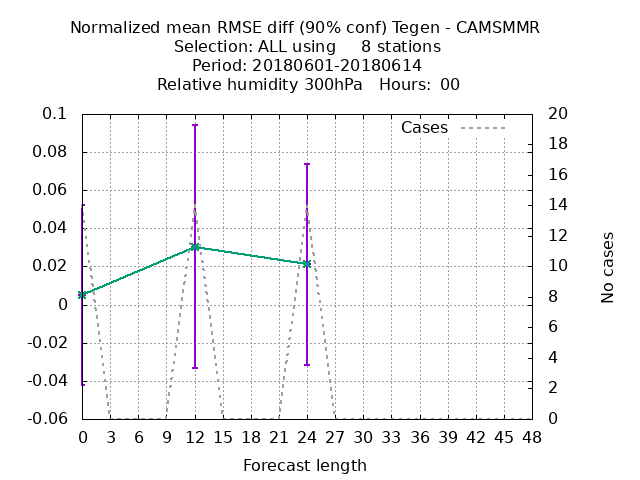 Normalized mean RMSE diff (90% conf) Tegen - CAMSMMR
Selection: ALL using 8 stations
Period: 20180601-20180614
Relative humidity 300hPa Hours: 00
Cases
0.1
0.08
0.06
0.04
0.02
0
-0.02
-0.04
-0.06
20
18
16
14
12
10
8
6
4
2
0
No cases
0 3 6 9 12 15 18 21 24 27 30 33 36 39 42 45 48
Forecast length